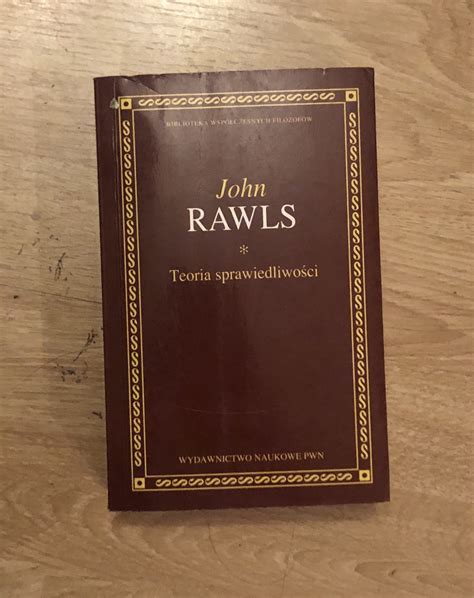 BIBLIOTEKA WSPÓŁCZESNYCH FILOZOFÓW
John
RAWLS
*
Teoria sprawiedliwości
WYDAWNICTWO NAUKOWE PWN